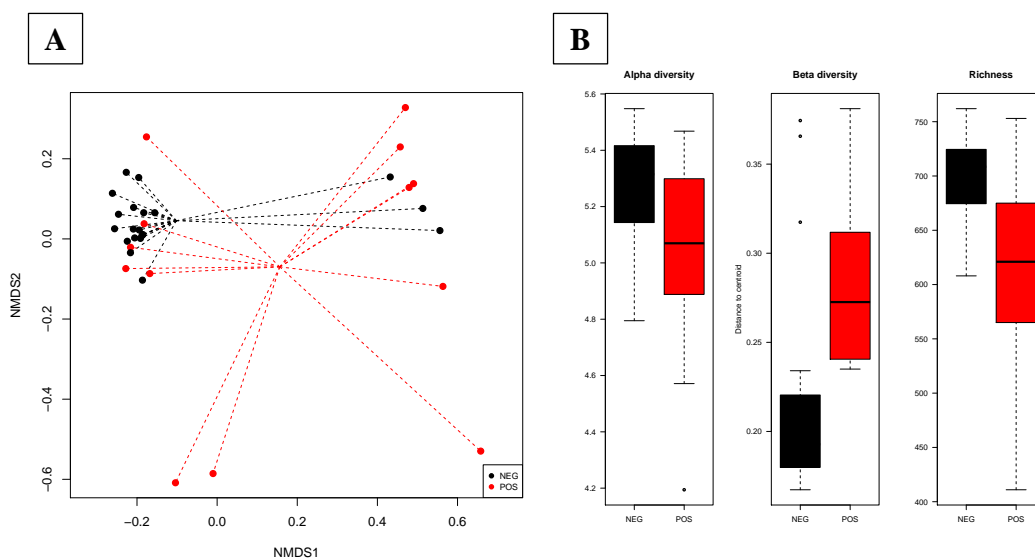 A
B
NMDS2
0.2
0.0
−0.2
−0.4
−0.6
−0.2
0.0
0.2
0.4
0.6
NMDS1
NEG
POS
Alpha diversity
5.6
5.4
5.2
5.0
4.8
4.6
4.4
4.2
NEG POS
Beta diversity
Distance to centroid
0.35
0.30
0.25
0.20
NEG POS
Richness
750
700
650
600
550
500
450
400
NEG POS